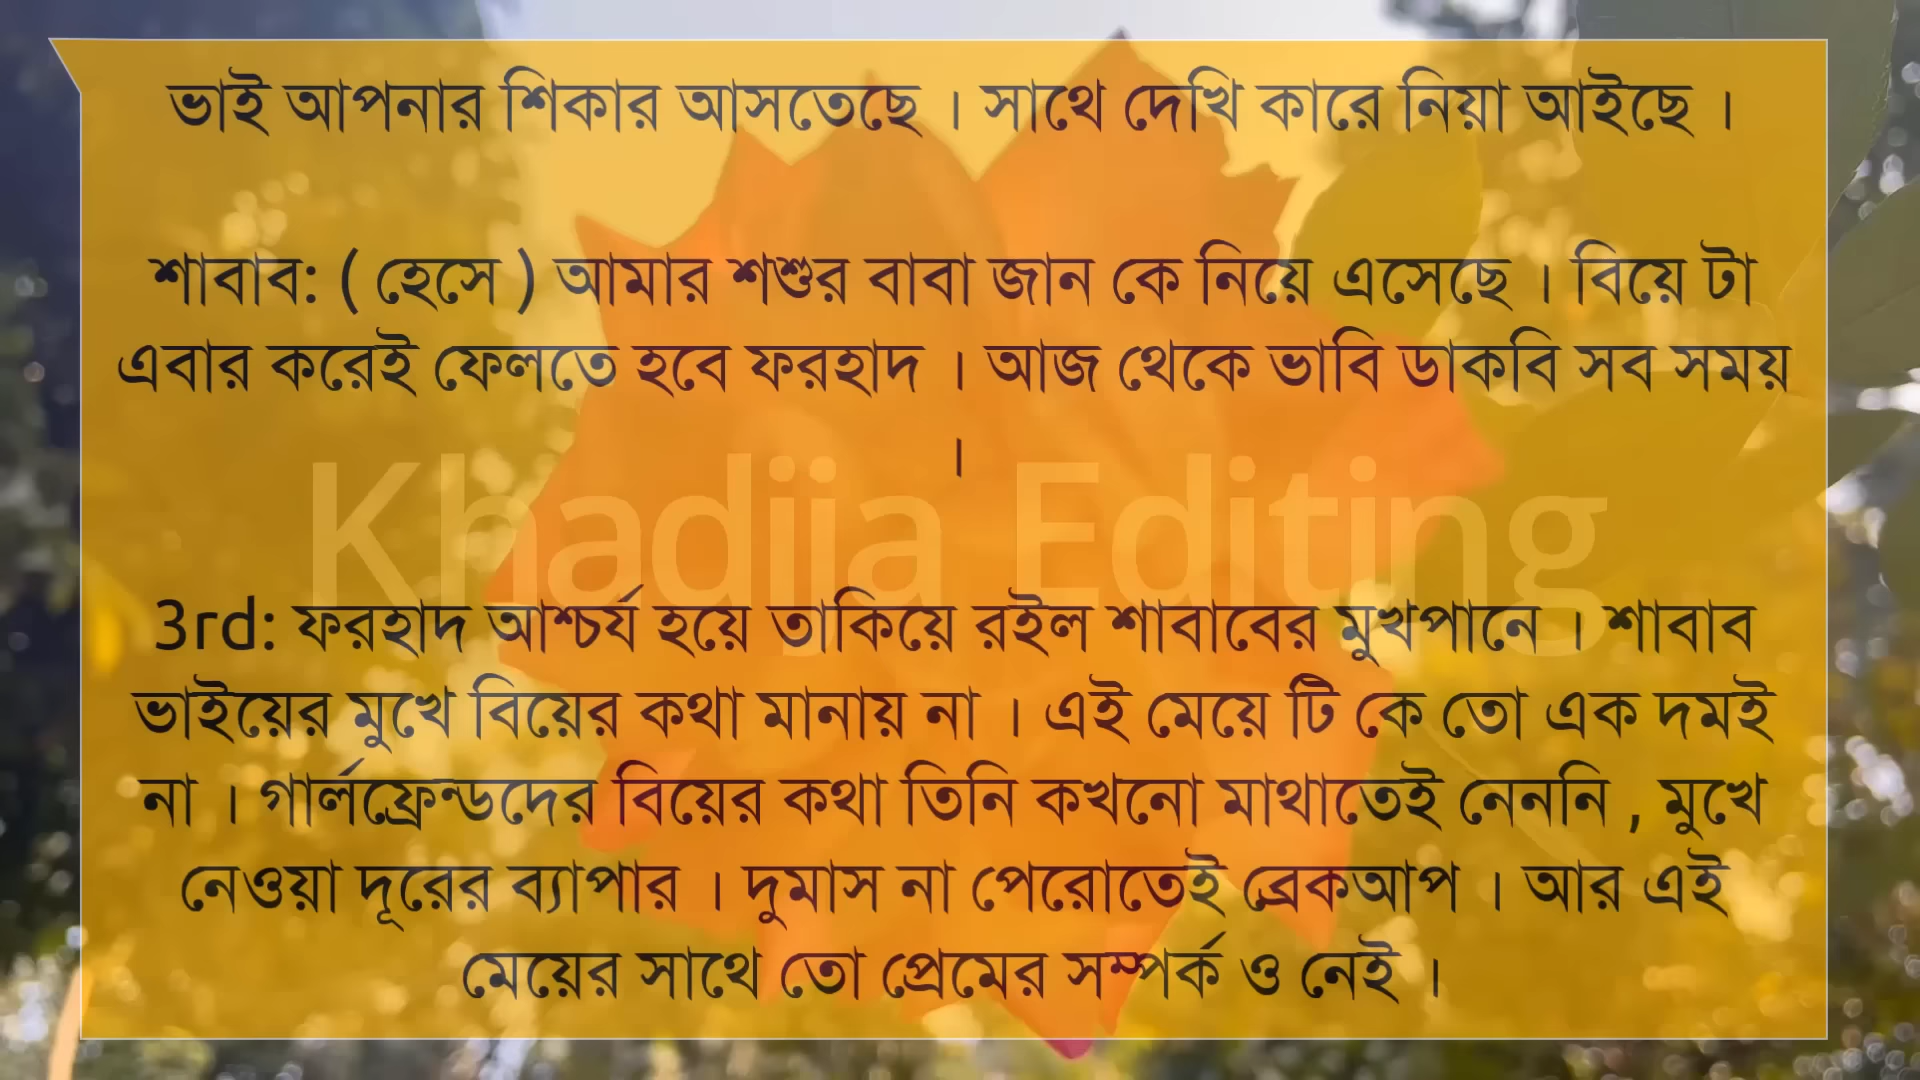 ভাই আপনার শিকার আসতেছে । সাথে দেখি কারে নিয়া আইছে ।
শাবাব: ( হেসে ) আমার শশুর বাবা জান কে নিয়ে এসেছে । বিয়ে টা
এবার করেই ফেলতে হবে ফরহাদ । আজ থেকে ভাবি ডাকবি সব সময়
।
Khadija Editing
3rd: ফরহাদ আশ্চর্য হয়ে তাকিয়ে রইল শাবাবের মুখপানে । শাবাব
ভাইয়ের মুখে বিয়ের কথা মানায় না । এই মেয়ে টি কে তো এক দমই
না । গার্লফ্রেন্ডদের বিয়ের কথা তিনি কখনো মাথাতেই নেননি , মুখে
নেওয়া দূরের ব্যাপার । দুমাস না পেরোতেই ব্রেকআপ । আর এই
মেয়ের সাথে তো প্রেমের সম্পর্ক ও নেই ।